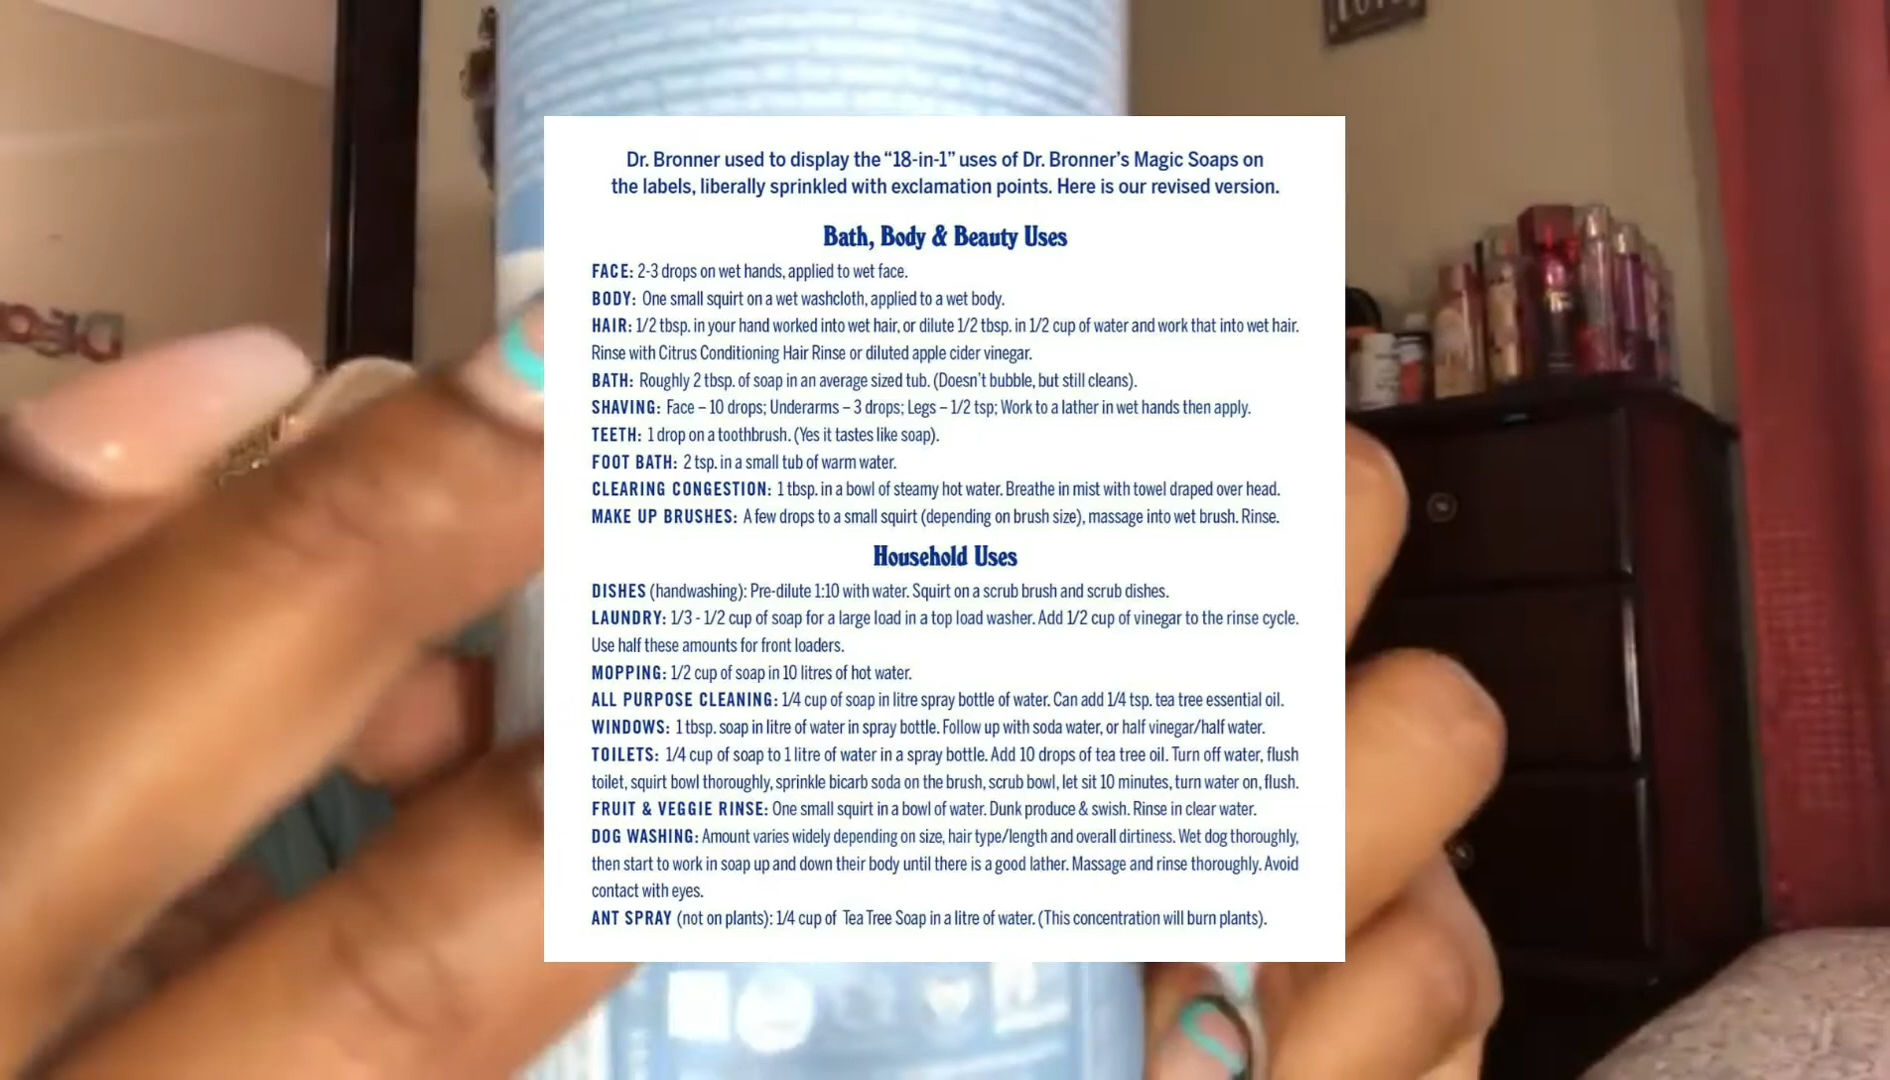 Dr. Bronner used to display the “18-in-1” uses of Dr. Bronner’s Magic Soaps on
the labels, liberally sprinkled with exclamation points. Here is our revised version.
Bath, Body & Beauty Uses
FACE: 2-3 drops on wet hands, applied to wet face.
BODY: One small squirt on a wet washcloth, applied to a wet body.
HAIR: 1/2 tbsp. in your hand worked into wet hair, or dilute 1/2 tbsp. in 1/2 cup of water and work that into wet hair.
Rinse with Citrus Conditioning Hair Rinse or diluted apple cider vinegar.
BATH: Roughly 2 tbsp. of soap in an average sized tub. (Doesn’t bubble, but still cleans).
SHAVING: Face – 10 drops; Underarms – 3 drops; Legs – 1/2 tsp; Work to a lather in wet hands then apply.
TEETH: 1 drop on a toothbrush. (Yes it tastes like soap).
FOOT BATH: 2 tsp. in a small tub of warm water.
CLEARING CONGESTION: 1 tbsp. in a bowl of steamy hot water. Breathe in mist with towel draped over head.
MAKE UP BRUSHES: A few drops to a small squirt (depending on brush size), massage into wet brush. Rinse.
Household Uses
DISHES (handwashing): Pre-dilute 1:10 with water. Squirt on a scrub brush and scrub dishes.
LAUNDRY: 1/3 - 1/2 cup of soap for a large load in a top load washer. Add 1/2 cup of vinegar to the rinse cycle.
Use half these amounts for front loaders.
MOPPING: 1/2 cup of soap in 10 litres of hot water.
ALL PURPOSE CLEANING: 1/4 cup of soap in litre spray bottle of water. Can add 1/4 tsp. tea tree essential oil.
WINDOWS: 1 tbsp. soap in litre of water in spray bottle. Follow up with soda water, or half vinegar/half water.
TOILETS: 1/4 cup of soap to 1 litre of water in a spray bottle. Add 10 drops of tea tree oil. Turn off water, flush
toilet, squirt bowl thoroughly, sprinkle bicarb soda on the brush, scrub bowl, let sit 10 minutes, turn water on, flush.
FRUIT & VEGGIE RINSE: One small squirt in a bowl of water. Dunk produce & swish. Rinse in clear water.
DOG WASHING: Amount varies widely depending on size, hair type/length and overall dirtiness. Wet dog thoroughly,
then start to work in soap up and down their body until there is a good lather. Massage and rinse thoroughly. Avoid
contact with eyes.
ANT SPRAY (not on plants): 1/4 cup of Tea Tree Soap in a litre of water. (This concentration will burn plants).